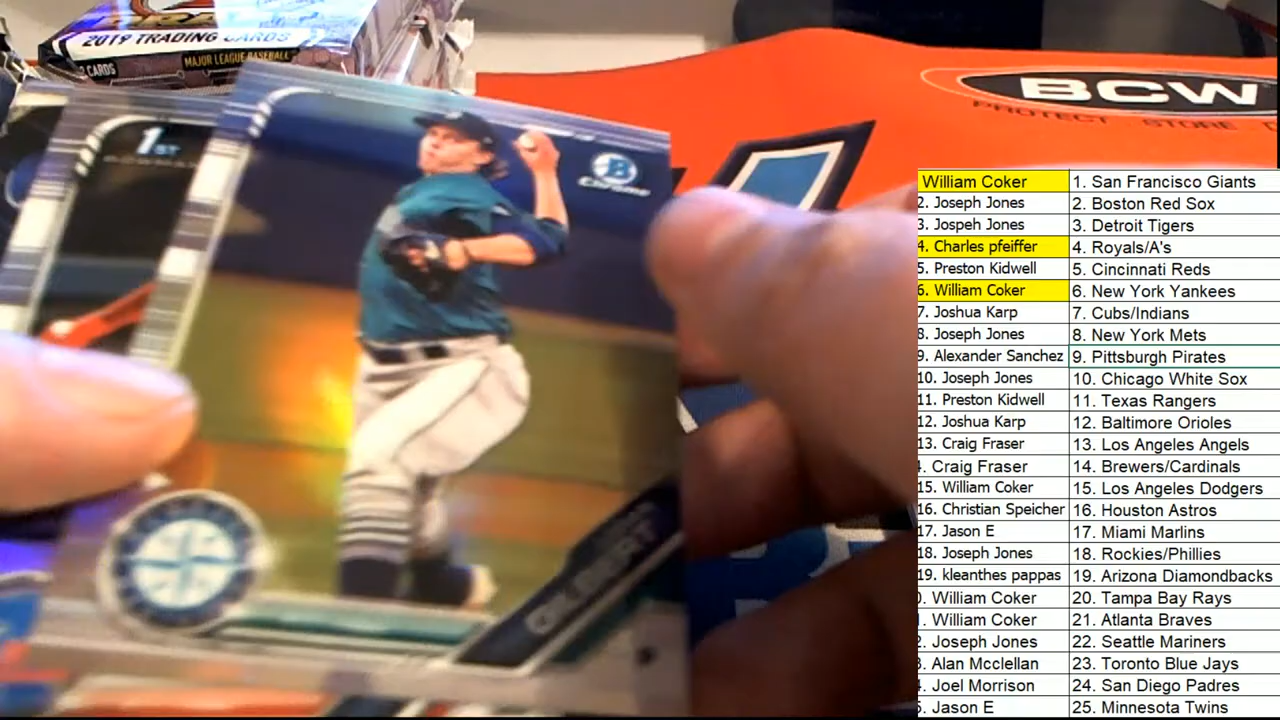 2019 TRADING CARDS
CARDS
MAJOR LEAGUE BASEBALL
BCW
PROTECT STORE
1ST
B
Chrome
GILBERT
William Coker 1. San Francisco Giants
2. Joseph Jones 2. Boston Red Sox
3. Jospeh Jones 3. Detroit Tigers
4. Charles pfeiffer 4. Royals/A's
5. Preston Kidwell 5. Cincinnati Reds
6. William Coker 6. New York Yankees
7. Joshua Karp 7. Cubs/Indians
8. Joseph Jones 8. New York Mets
9. Alexander Sanchez 9. Pittsburgh Pirates
10. Joseph Jones 10. Chicago White Sox
11. Preston Kidwell 11. Texas Rangers
12. Joshua Karp 12. Baltimore Orioles
13. Craig Fraser 13. Los Angeles Angels
4. Craig Fraser 14. Brewers/Cardinals
15. William Coker 15. Los Angeles Dodgers
16. Christian Speicher 16. Houston Astros
17. Jason E 17. Miami Marlins
18. Joseph Jones 18. Rockies/Phillies
19. kleanthes pappas 19. Arizona Diamondbacks
0. William Coker 20. Tampa Bay Rays
1. William Coker 21. Atlanta Braves
2. Joseph Jones 22. Seattle Mariners
3. Alan Mcclellan 23. Toronto Blue Jays
4. Joel Morrison 24. San Diego Padres
5. Jason E 25. Minnesota Twins